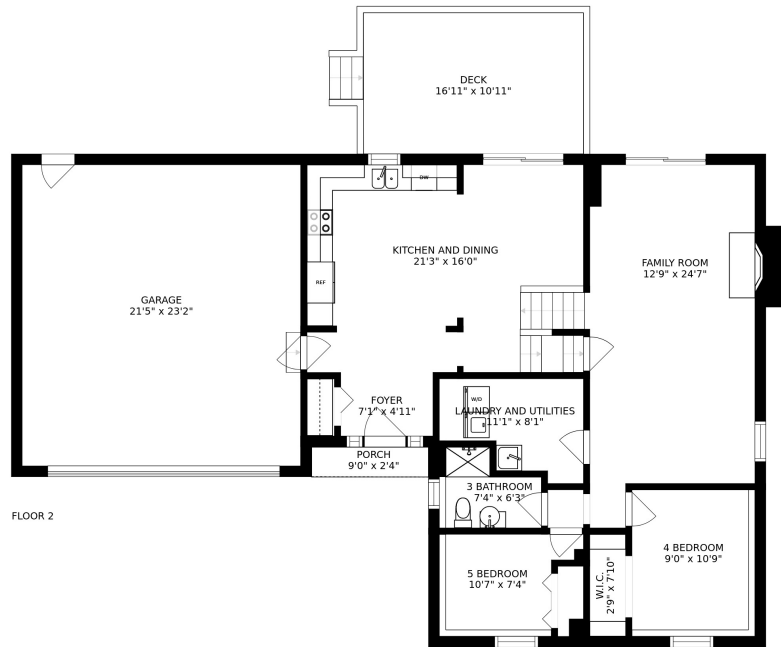 DECK
16'11" x 10'11"
DW
KITCHEN AND DINING
21'3" x 16'0"
FAMILY ROOM
12'9" x 24'7"
REF
GARAGE
21'5" x 23'2"
FOYER
7'1" x 4'11"
W/D
LAUNDRY AND UTILITIES
11'1" x 8'1"
PORCH
9'0" x 2'4"
3 BATHROOM
7'4" x 6'3"
FLOOR 2
4 BEDROOM
9'0" x 10'9"
5 BEDROOM
10'7" x 7'4"
W.I.C.
2'9" x 7'10"